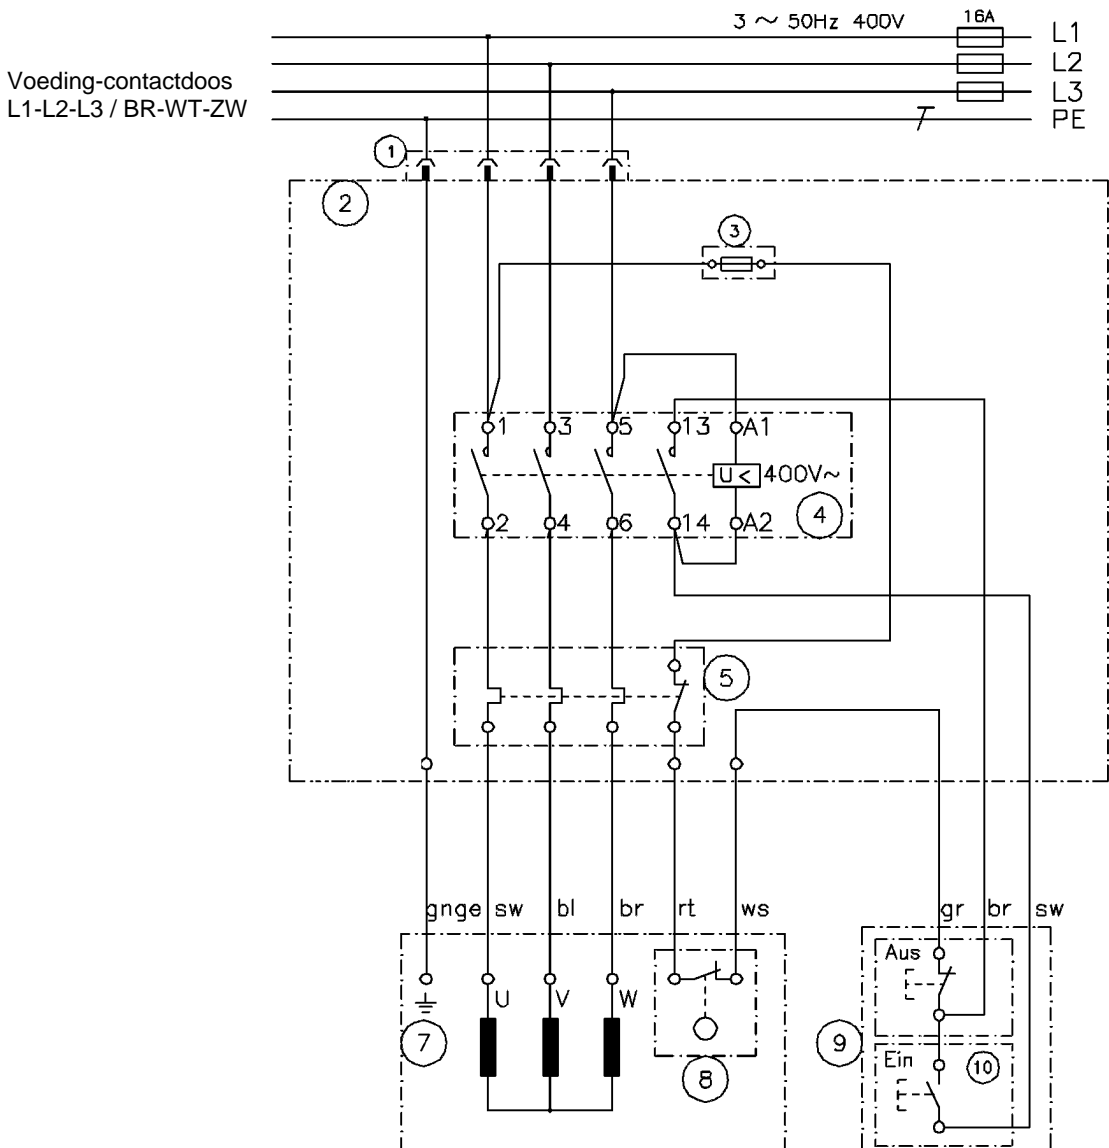 3 ~ 50Hz 400V
16A
L1
L2
L3
PE
Voeding-contactdoos
L1-L2-L3 / BR-WT-ZW
1
2
3
1 3 5 13 A1
U< 400V~
4
2 4 6 14 A2
5
gnge sw bl br rt ws gr br sw
Aus
U V W
7
8
9
Ein
10